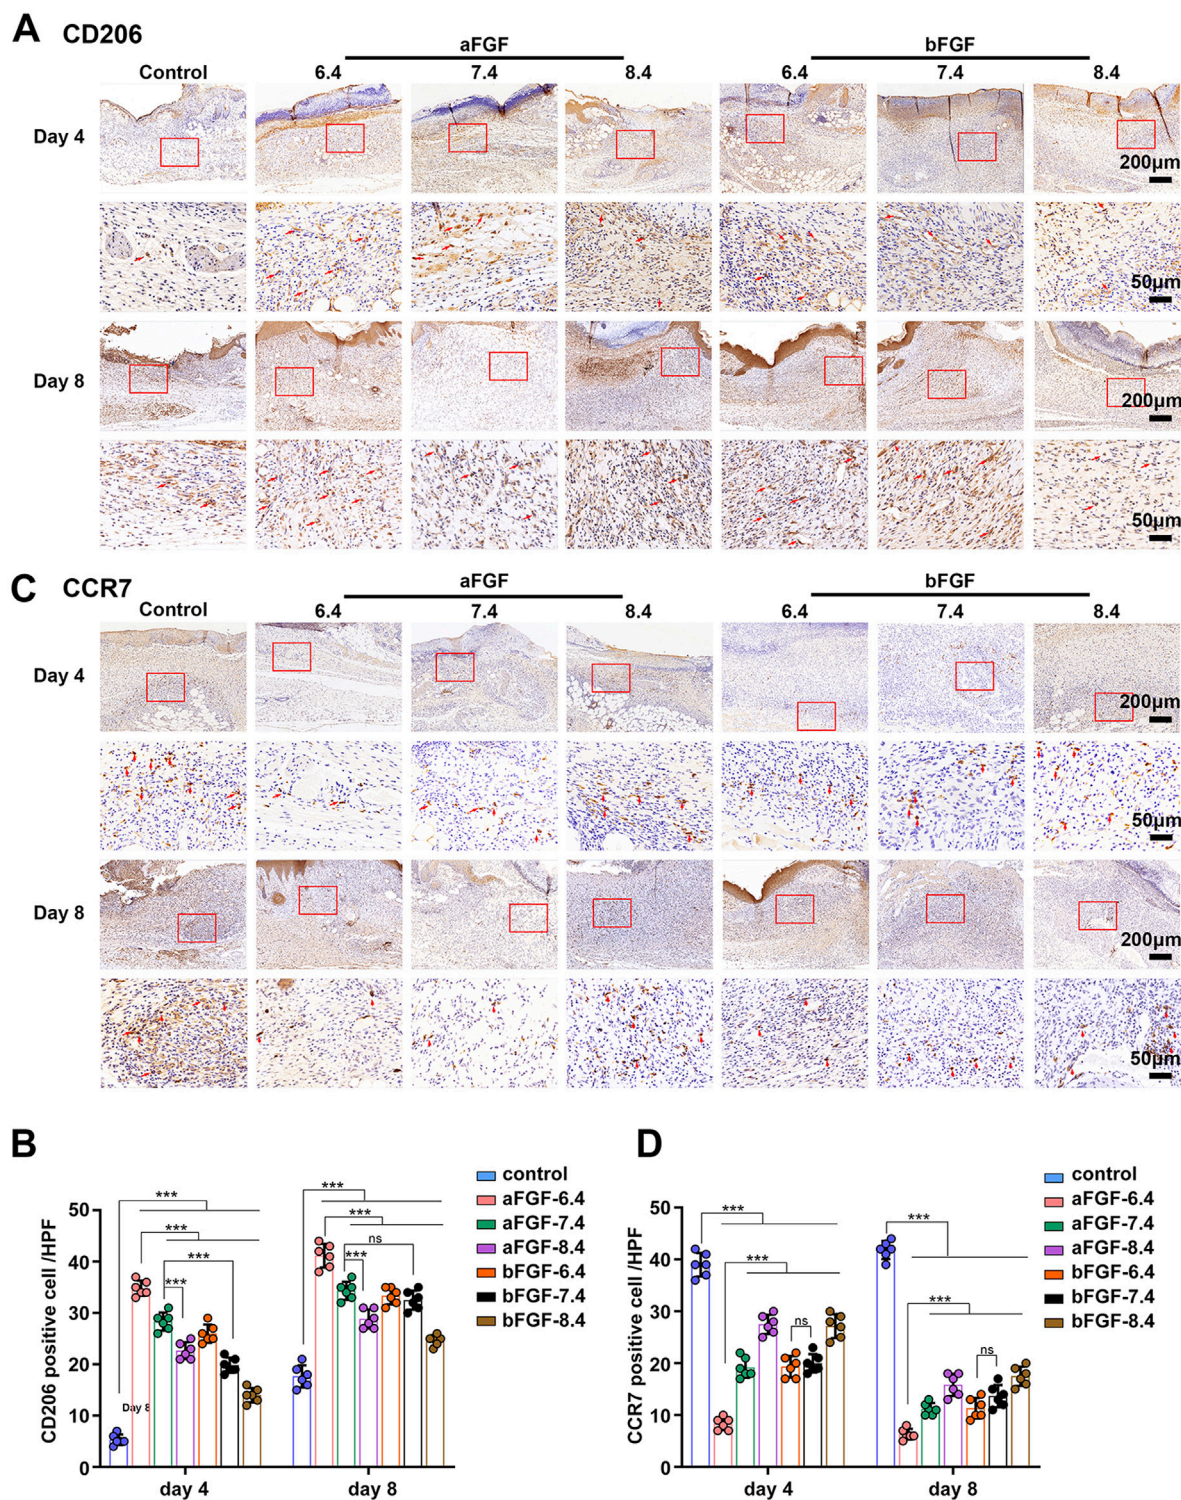 A CD206
aFGF bFGF
Control 6.4 7.4 8.4 6.4 7.4 8.4
Day 4
200μm
50μm
Day 8
200μm
50μm
C CCR7
aFGF bFGF
Control 6.4 7.4 8.4 6.4 7.4 8.4
Day 4
200μm
50μm
Day 8
200μm
50μm
B
CD206 positive cell /HPF
50
40
30
20
10
0
***
***
***
***
Day 8
***
***
***
ns
day 4 day 8
control
aFGF-6.4
aFGF-7.4
aFGF-8.4
bFGF-6.4
bFGF-7.4
bFGF-8.4
D
CCR7 positive cell /HPF
50
40
30
20
10
0
***
***
ns
***
***
ns
day 4 day 8
control
aFGF-6.4
aFGF-7.4
aFGF-8.4
bFGF-6.4
bFGF-7.4
bFGF-8.4